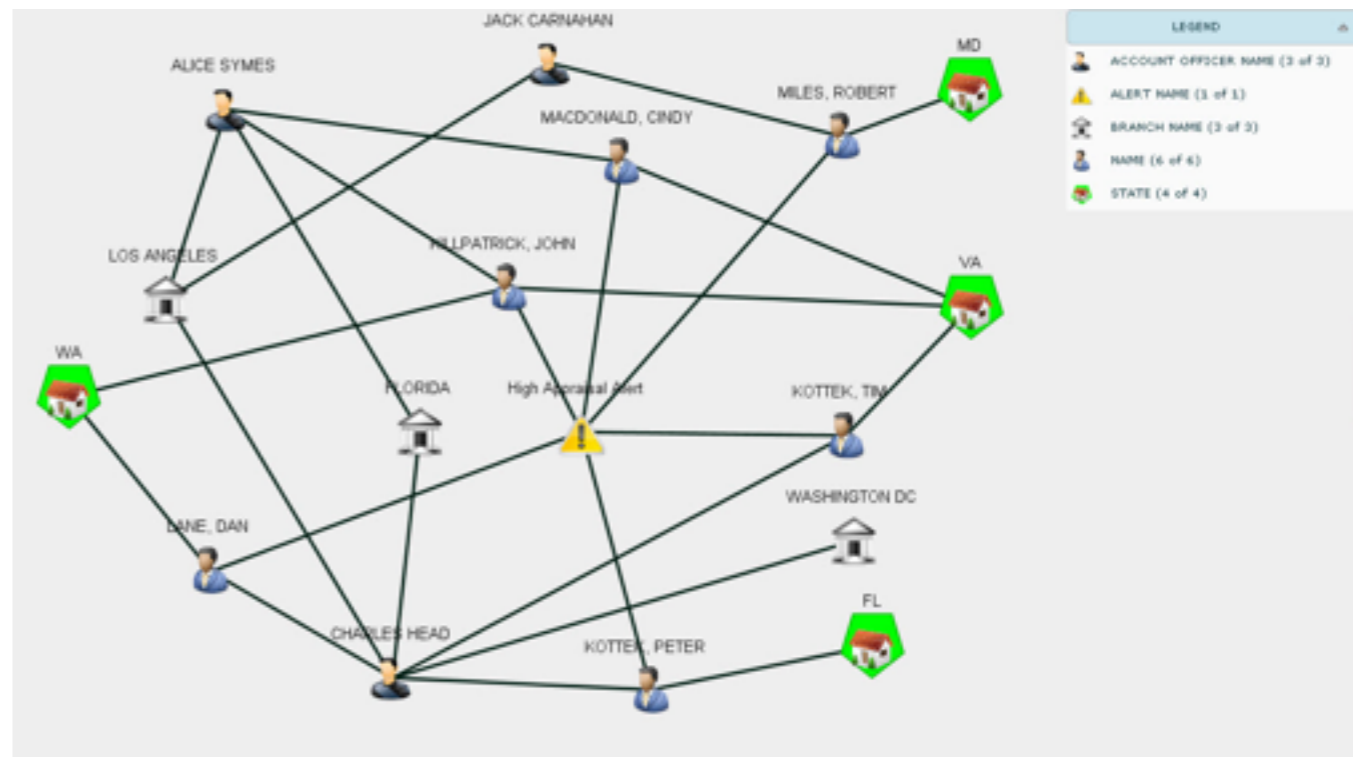 JACK CARNAHAN
LEGEND
MD
ALICE SYMES
ACCOUNT OFFICER NAME (3 of 3)
MILES, ROBERT
ALERT NAME (1 of 1)
MACDONALD, CINDY
BRANCH NAME (3 of 3)
NAME (6 of 6)
STATE (4 of 4)
KILLPATRICK, JOHN
LOS ANGELES
VA
WA
FLORIDA
High Appraisal Alert
KOTTEK, TIM
WASHINGTON DC
LANE, DAN
FL
CHARLES HEAD
KOTTEK, PETER